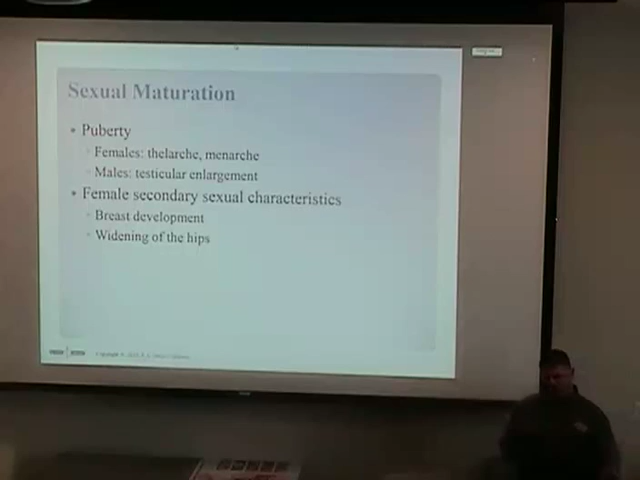 Sexual Maturation
• Puberty
◦ Females: thelarche, menarche
◦ Males: testicular enlargement
• Female secondary sexual characteristics
◦ Breast development
◦ Widening of the hips